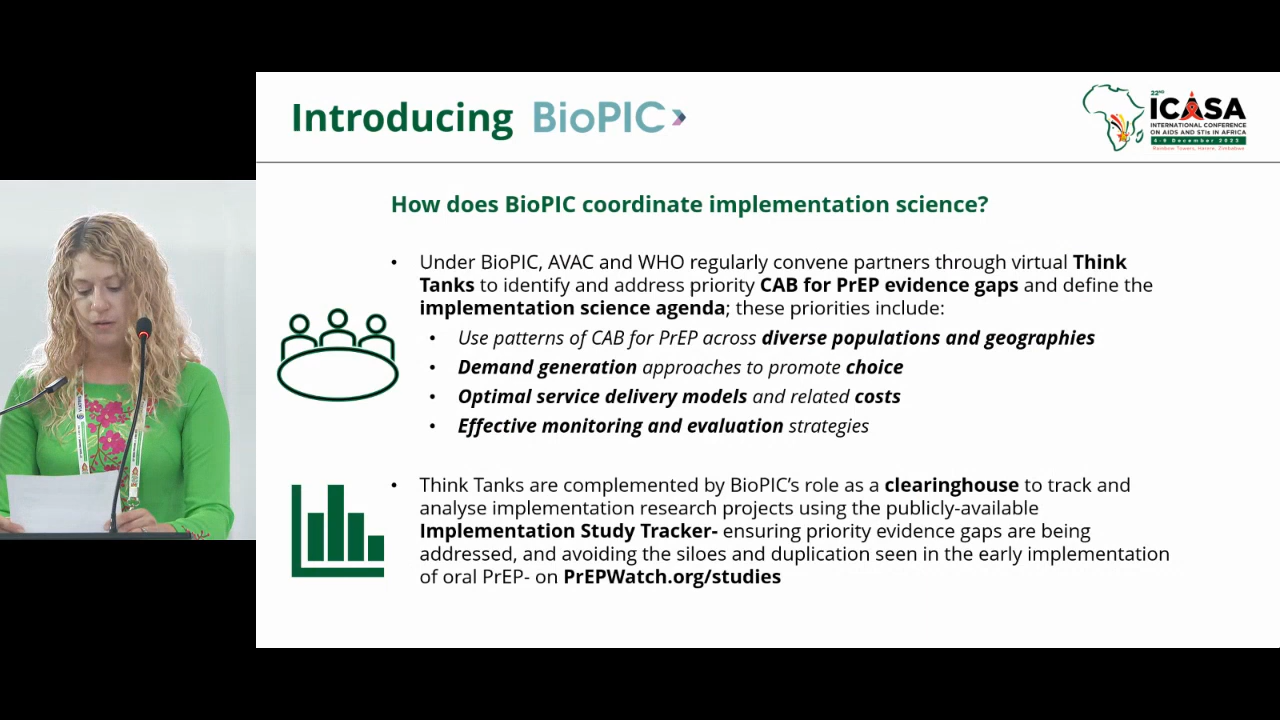 Introducing BioPIC
22ND
ICASA
INTERNATIONAL CONFERENCE
ON AIDS AND STIs IN AFRICA
4-9 December 2023
Rainbow Towers, Harare, Zimbabwe
How does BioPIC coordinate implementation science?
• Under BioPIC, AVAC and WHO regularly convene partners through virtual Think
Tanks to identify and address priority CAB for PrEP evidence gaps and define the
implementation science agenda; these priorities include:
• Use patterns of CAB for PrEP across diverse populations and geographies
• Demand generation approaches to promote choice
• Optimal service delivery models and related costs
• Effective monitoring and evaluation strategies
• Think Tanks are complemented by BioPIC’s role as a clearinghouse to track and
analyse implementation research projects using the publicly-available
Implementation Study Tracker- ensuring priority evidence gaps are being
addressed, and avoiding the siloes and duplication seen in the early implementation
of oral PrEP- on PrEPWatch.org/studies